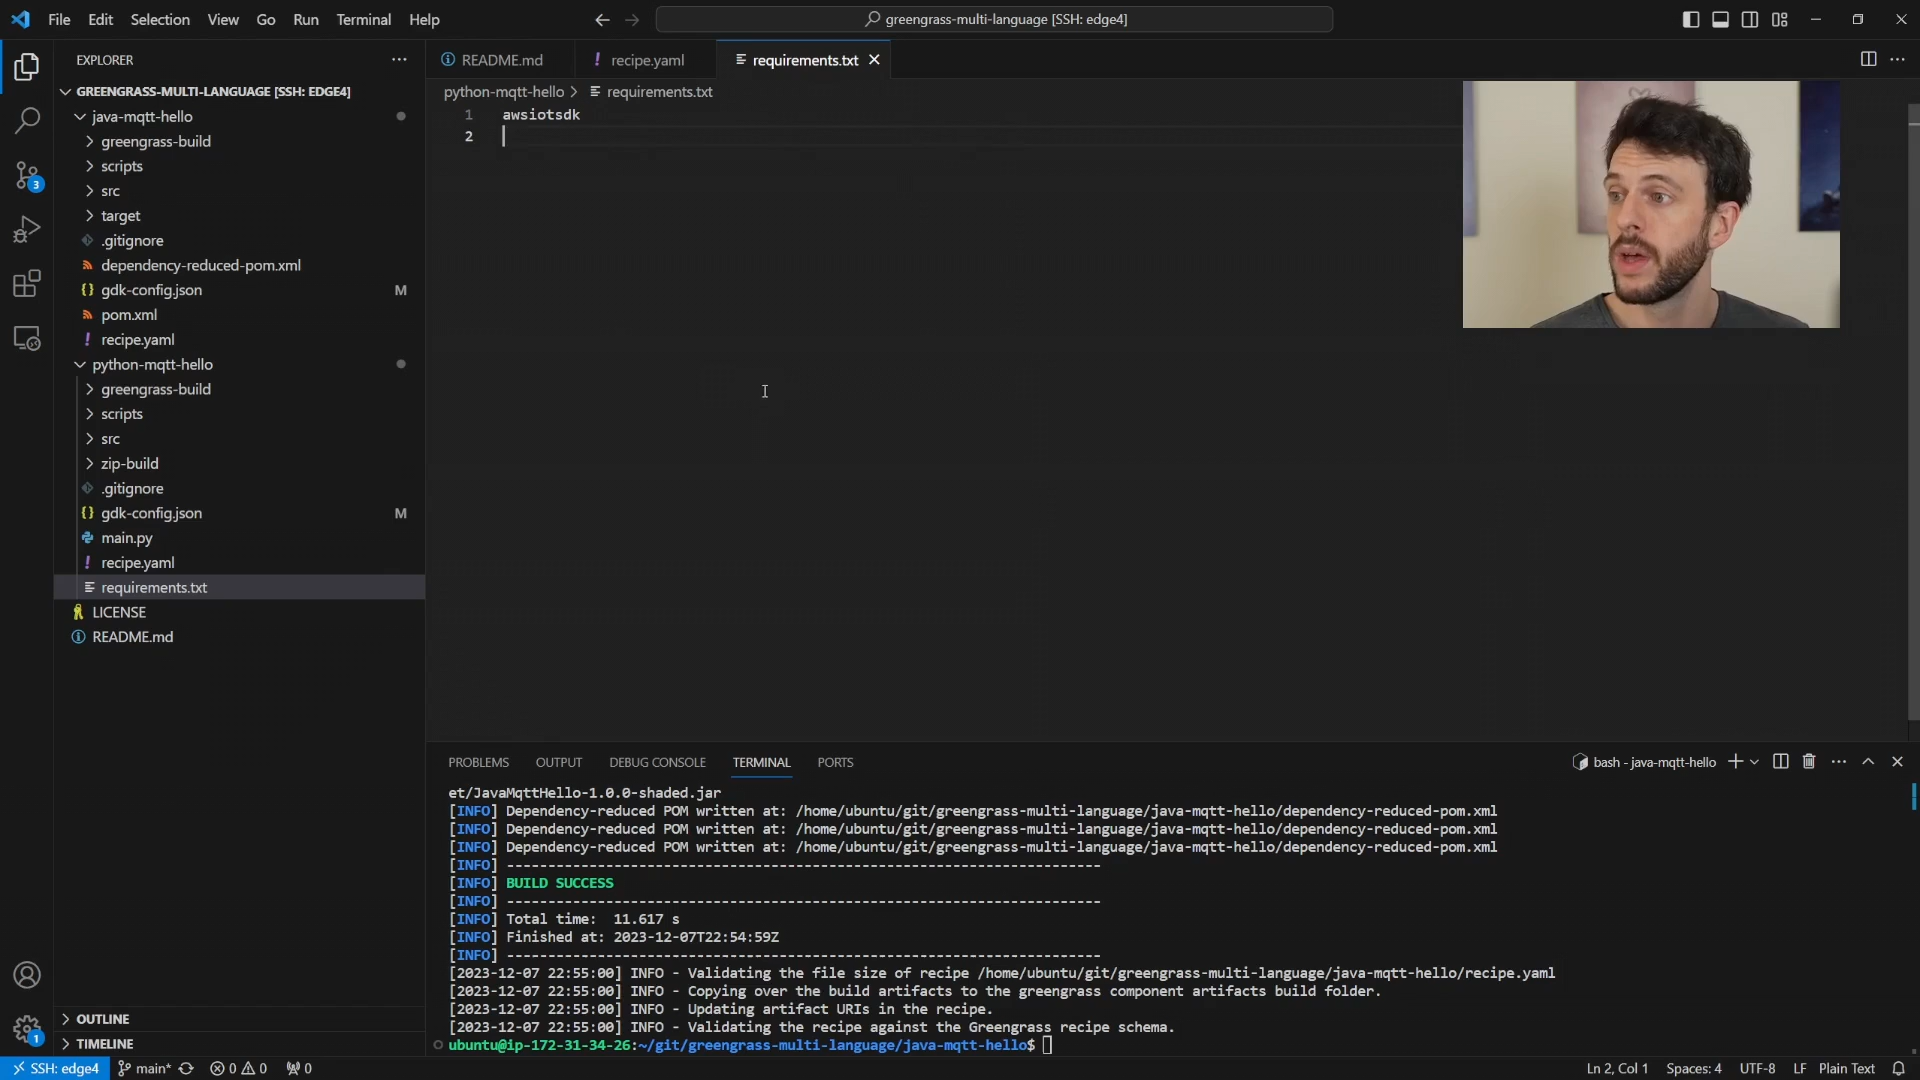 File Edit Selection View Go Run Terminal Help
greengrass-multi-language [SSH: edge4]
EXPLORER
README.md
recipe.yaml
requirements.txt
GREENGRASS-MULTI-LANGUAGE [SSH: EDGE4]
python-mqtt-hello > requirements.txt
java-mqtt-hello
1 awsiotsdk
2
greengrass-build
scripts
src
target
.gitignore
dependency-reduced-pom.xml
gdk-config.json M
pom.xml
recipe.yaml
python-mqtt-hello
greengrass-build
scripts
src
zip-build
.gitignore
gdk-config.json M
main.py
recipe.yaml
requirements.txt
LICENSE
README.md
3
PROBLEMS OUTPUT DEBUG CONSOLE TERMINAL PORTS
bash - java-mqtt-hello
et/JavaMqttHello-1.0.0-shaded.jar
[INFO] Dependency-reduced POM written at: /home/ubuntu/git/greengrass-multi-language/java-mqtt-hello/dependency-reduced-pom.xml
[INFO] Dependency-reduced POM written at: /home/ubuntu/git/greengrass-multi-language/java-mqtt-hello/dependency-reduced-pom.xml
[INFO] Dependency-reduced POM written at: /home/ubuntu/git/greengrass-multi-language/java-mqtt-hello/dependency-reduced-pom.xml
[INFO] ------------------------------------------------------------------------
[INFO] BUILD SUCCESS
[INFO] ------------------------------------------------------------------------
[INFO] Total time:  11.617 s
[INFO] Finished at: 2023-12-07T22:54:59Z
[INFO] ------------------------------------------------------------------------
[2023-12-07 22:55:00] INFO - Validating the file size of recipe /home/ubuntu/git/greengrass-multi-language/java-mqtt-hello/recipe.yaml
[2023-12-07 22:55:00] INFO - Copying over the build artifacts to the greengrass component artifacts build folder.
[2023-12-07 22:55:00] INFO - Updating artifact URIs in the recipe.
[2023-12-07 22:55:00] INFO - Validating the recipe against the Greengrass recipe schema.
ubuntu@ip-172-31-34-26:~/git/greengrass-multi-language/java-mqtt-hello$
OUTLINE
TIMELINE
1
SSH: edge4 main* 0 0 0
Ln 2, Col 1 Spaces: 4 UTF-8 LF Plain Text